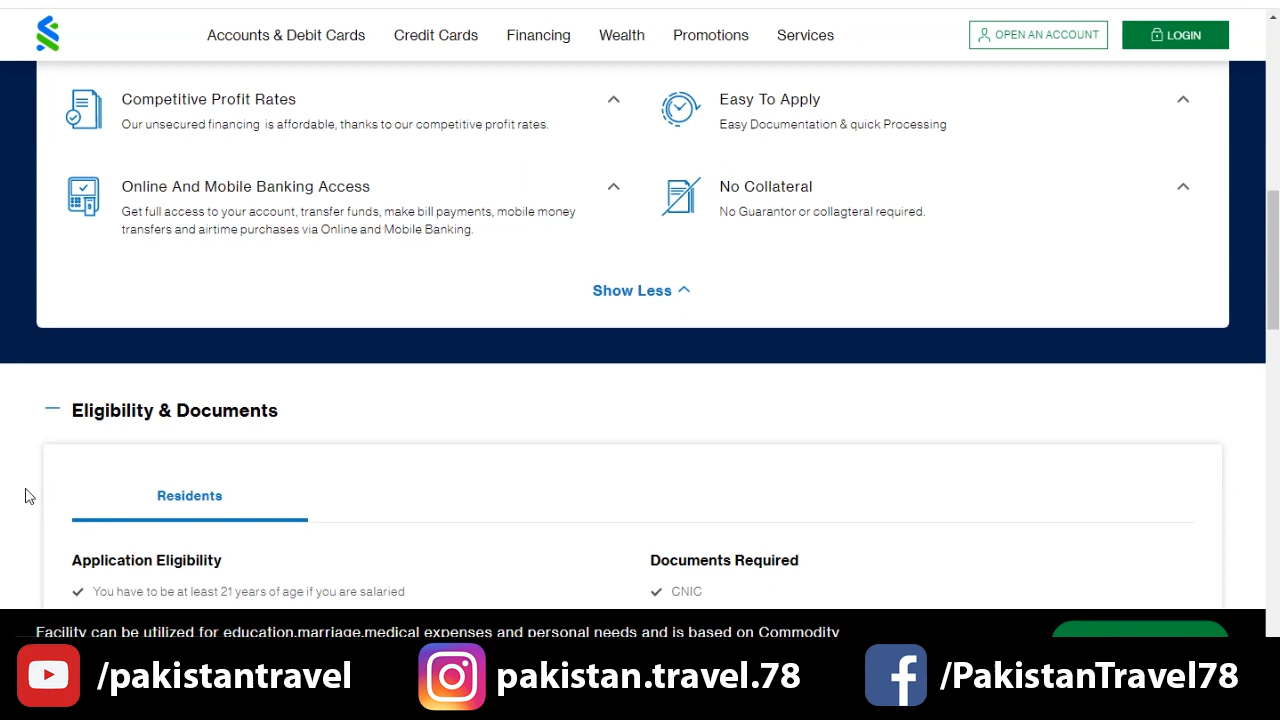 Accounts & Debit Cards Credit Cards Financing Wealth Promotions Services OPEN AN ACCOUNT LOGIN
Competitive Profit Rates
Our unsecured financing is affordable, thanks to our competitive profit rates.
Easy To Apply
Easy Documentation & quick Processing
Online And Mobile Banking Access
Get full access to your account, transfer funds, make bill payments, mobile money
transfers and airtime purchases via Online and Mobile Banking.
No Collateral
No Guarantor or collagteral required.
Show Less
Eligibility & Documents
Residents
Application Eligibility
You have to be at least 21 years of age if you are salaried
Documents Required
CNIC
Facility can be utilized for education,marriage,medical expenses and personal needs and is based on Commodity
/pakistantravel pakistan.travel.78 /PakistanTravel78